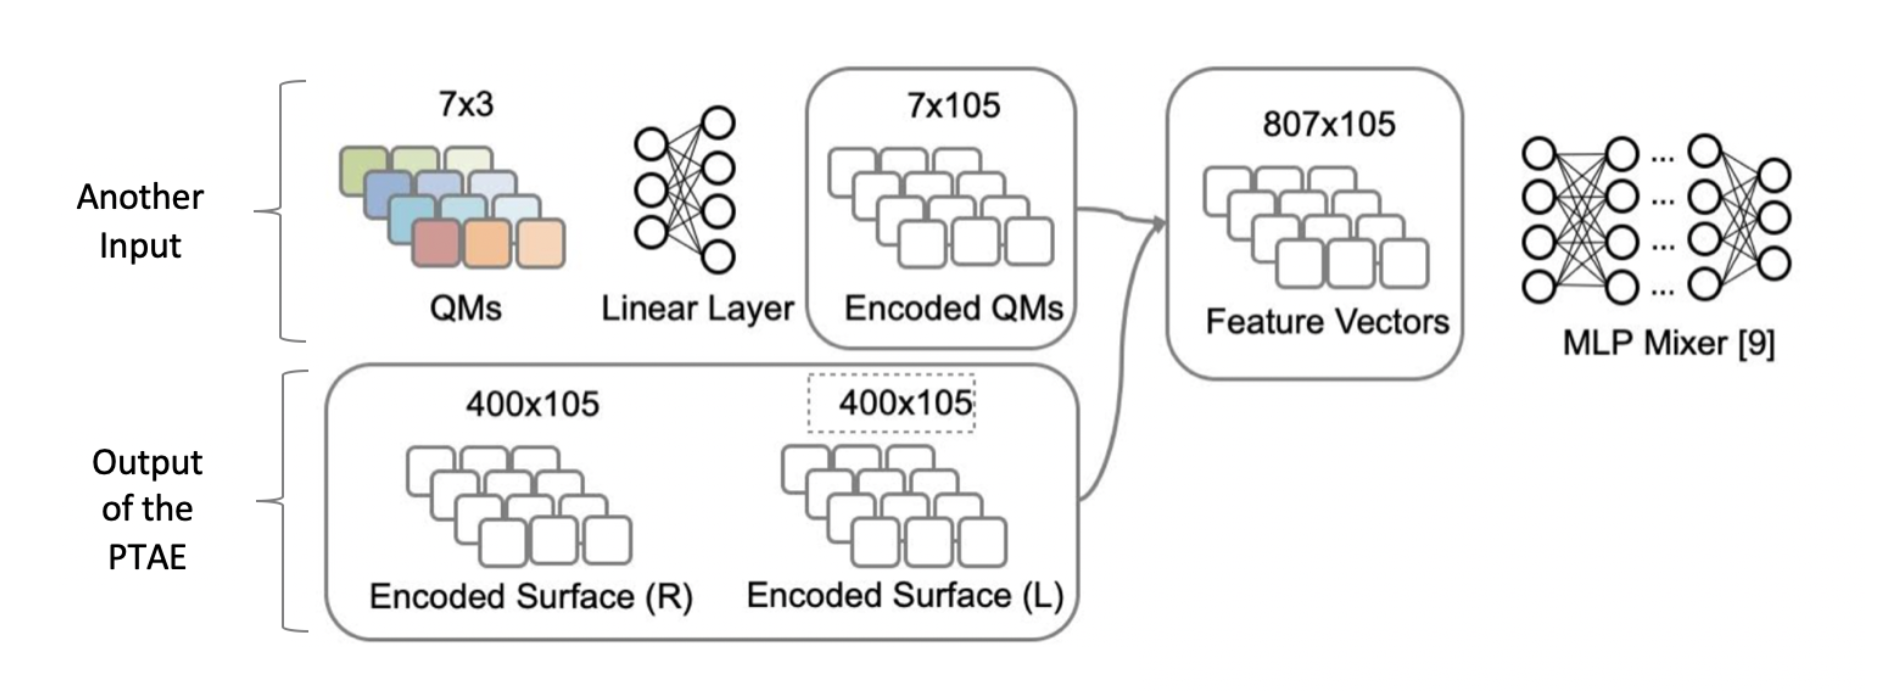 Another
Input
7x3
QMs
Linear Layer
7x105
Encoded QMs
807x105
Feature Vectors
...
...
...
...
MLP Mixer [9]
Output
of the
PTAE
400x105
Encoded Surface (R)
400x105
Encoded Surface (L)